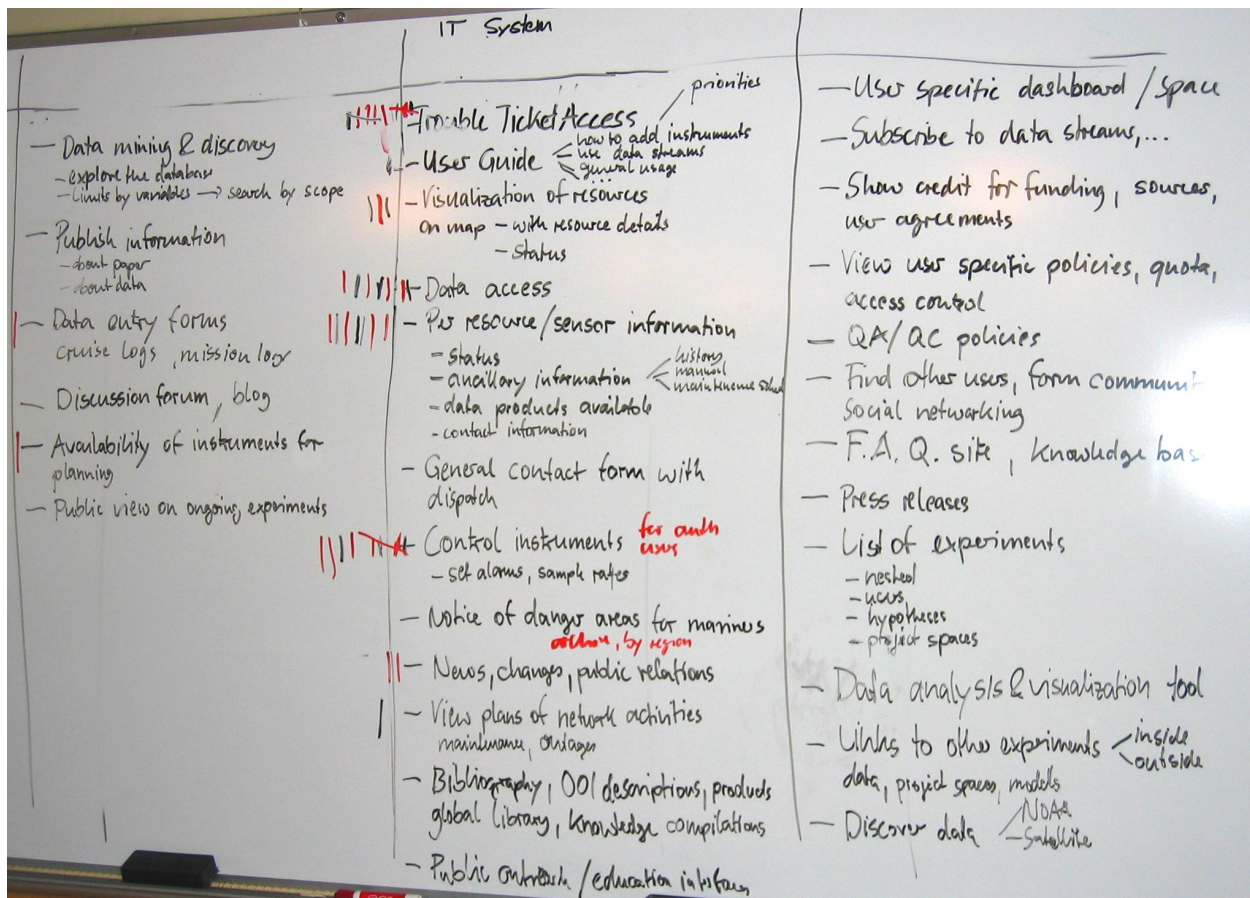 IT System
— Data mining & discovery
- explore the database
- Limits by variables → search by scope
— Publish information
- about paper
- about data
— Data entry forms
cruise logs, mission log
— Discussion forum, blog
— Availability of instruments for
planning
— Public view on ongoing experiments
priorities
- Trouble Ticket Access
- User Guide
how to add instruments
use data streams
general usage
- Visualization of resources
on map - with resource details
- status
- Data access
- Per resource/sensor information
- status
- ancillary information
history
manual
maintenence sched
- data products available
- contact information
- General contact form with
dispatch
- Control instruments for auth
users
- set alarms, sample rates
- Notice of danger areas for mariners
, by region
- News, changes, public relations
- View plans of network activities
maintenance, outages
- Bibliography, OOI descriptions, products
global library, knowledge compilations
- Public outreach / education interfaces
— User specific dashboard / space
— Subscribe to data streams,...
— Show credit for funding, sources,
user agreements
— View user specific policies, quota,
access control
— QA/QC policies
— Find other users, form communit
social networking
— F.A.Q. site, knowledge bas
— Press releases
— List of experiments
- nested
- hypotheses
- project spaces
— Data analysis & visualization tool
— Links to other experiments
inside
outside
data, project spaces, models
— Discover data
NOAA
Satellite